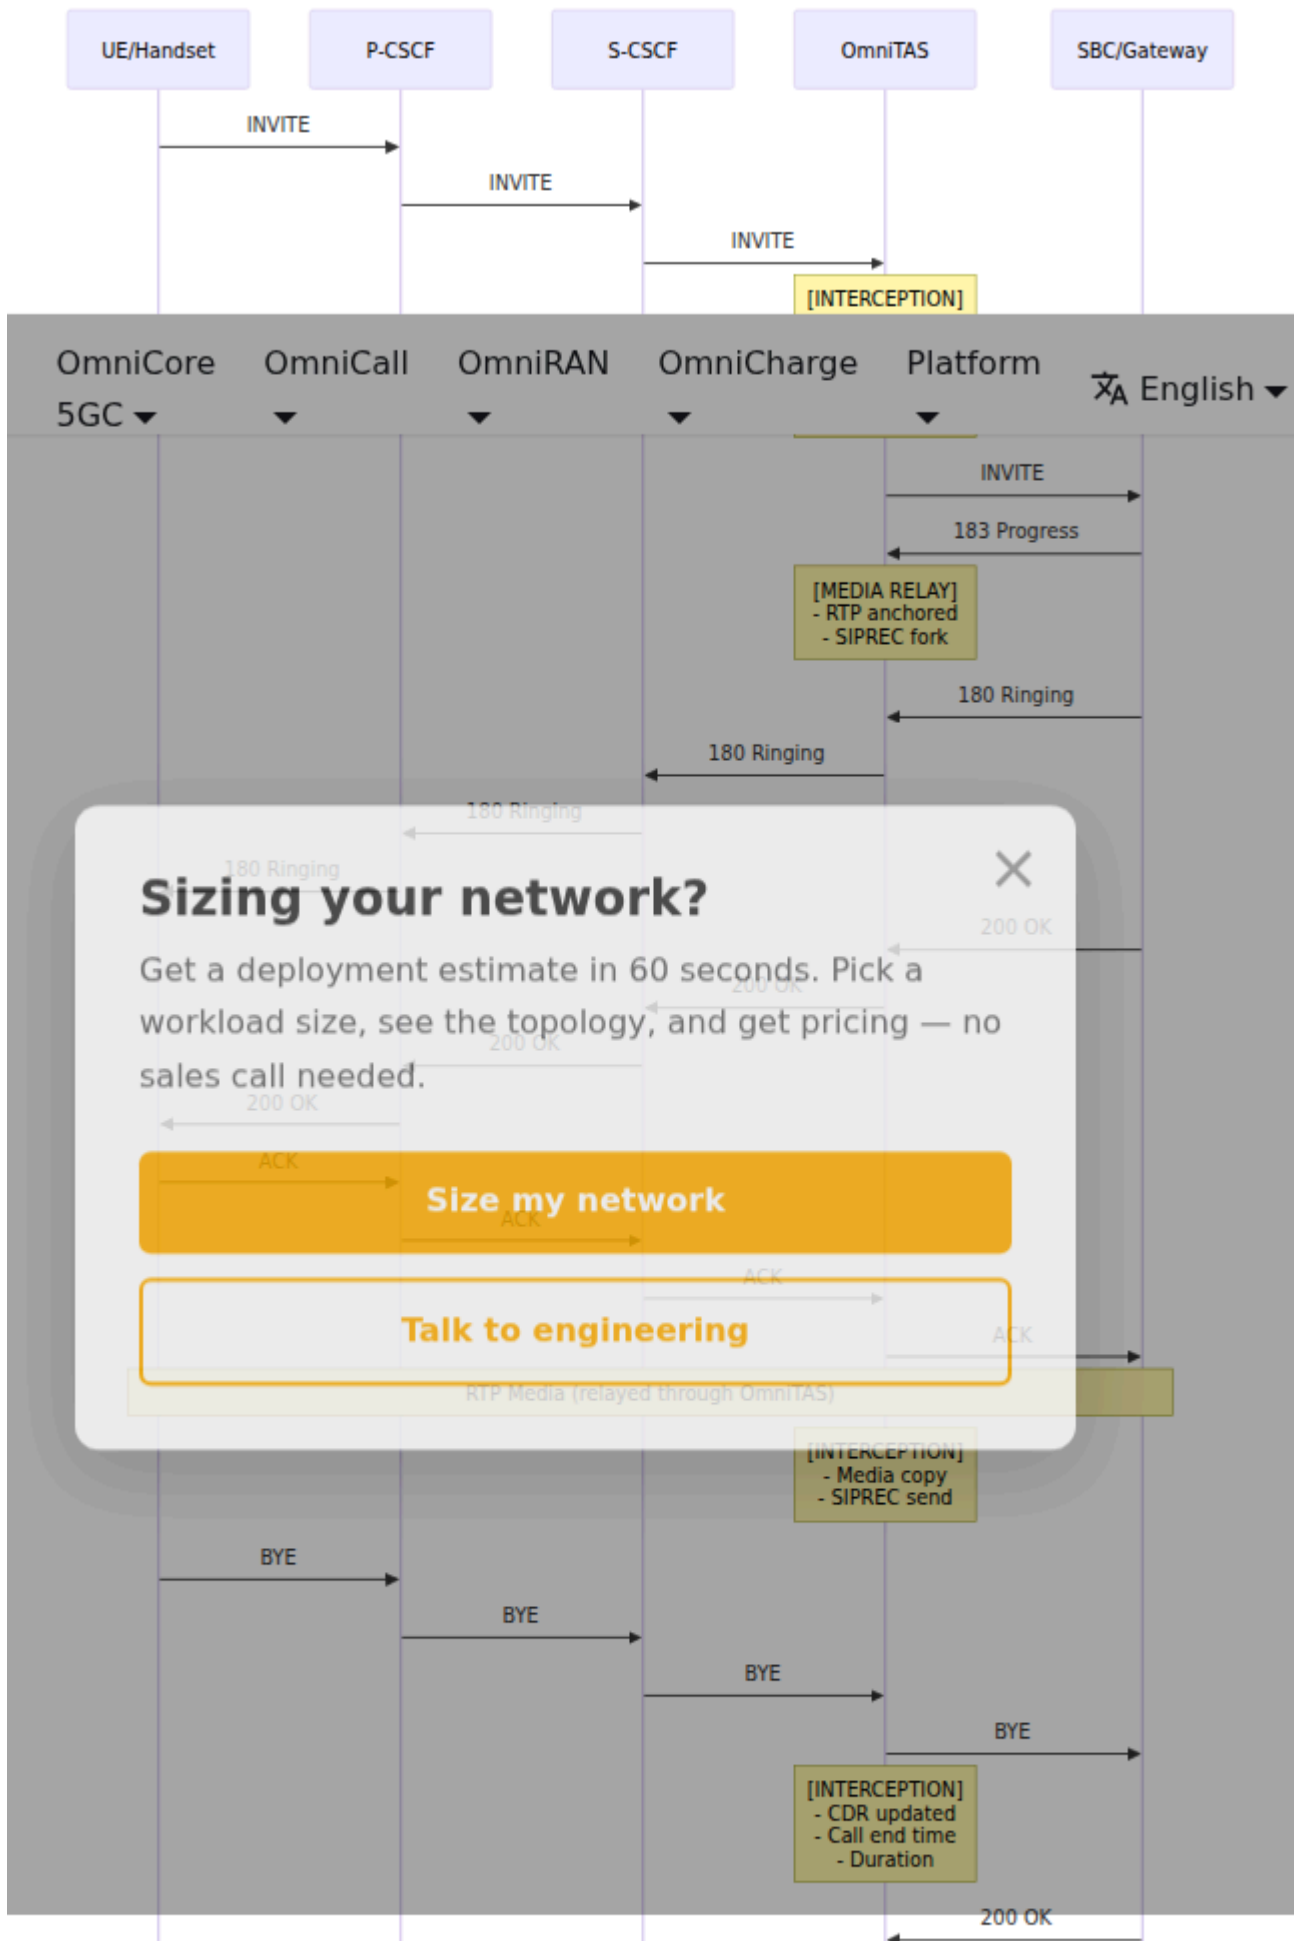 UE/Handset
P-CSCF
S-CSCF
OmniTAS
SBC/Gateway
INVITE
INVITE
INVITE
[INTERCEPTION]
OmniCore
5GC
OmniCall
OmniRAN
OmniCharge
Platform
English
INVITE
183 Progress
[MEDIA RELAY]
- RTP anchored
- SIPREC fork
180 Ringing
180 Ringing
180 Ringing
180 Ringing
Sizing your network?
200 OK
Get a deployment estimate in 60 seconds. Pick a
200 OK
workload size, see the topology, and get pricing — no
200 OK
sales call needed.
200 OK
ACK
Size my network
ACK
ACK
Talk to engineering
ACK
RTP Media (relayed through OmniTAS)
[INTERCEPTION]
- Media copy
- SIPREC send
BYE
BYE
BYE
BYE
[INTERCEPTION]
- CDR updated
- Call end time
- Duration
200 OK